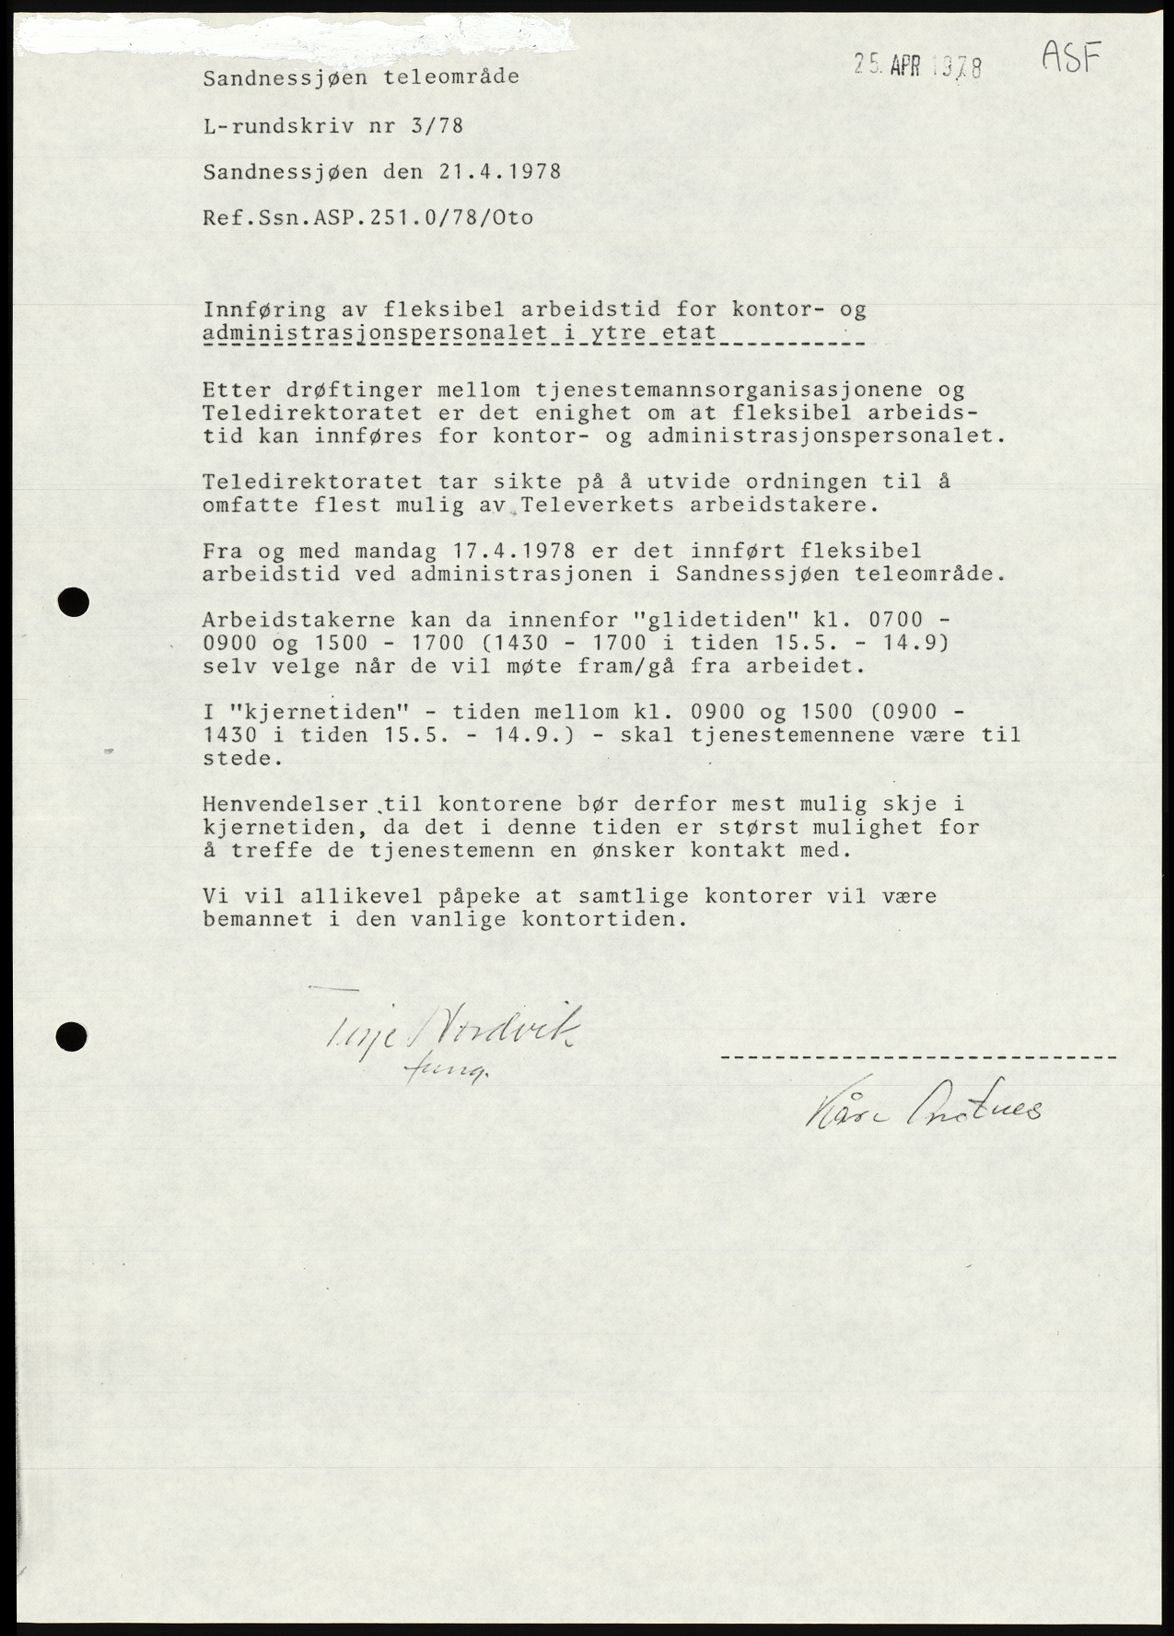 25. APR 1978
ASF
Sandnessjøen teleområde
L-rundskriv nr 3/78
Sandnessjøen den 21.4.1978
Ref.Ssn.ASP.251.0/78/Oto
Innføring av fleksibel arbeidstid for kontor- og
administrasjonspersonalet i ytre etat
Etter drøftinger mellom tjenestemannsorganisasjonene og
Teledirektoratet er det enighet om at fleksibel arbeids-
tid kan innføres for kontor- og administrasjonspersonalet.
Teledirektoratet tar sikte på å utvide ordningen til å
omfatte flest mulig av Televerkets arbeidstakere.
Fra og med mandag 17.4.1978 er det innført fleksibel
arbeidstid ved administrasjonen i Sandnessjøen teleområde.
Arbeidstakerne kan da innenfor "glidetiden" kl. 0700 -
0900 og 1500 - 1700 (1430 - 1700 i tiden 15.5. - 14.9)
selv velge når de vil møte fram/gå fra arbeidet.
I "kjernetiden" - tiden mellom kl. 0900 og 1500 (0900 -
1430 i tiden 15.5. - 14.9.) - skal tjenestemennene være til
stede.
Henvendelser til kontorene bør derfor mest mulig skje i
kjernetiden, da det i denne tiden er størst mulighet for
å treffe de tjenestemenn en ønsker kontakt med.
Vi vil allikevel påpeke at samtlige kontorer vil være
bemannet i den vanlige kontortiden.
Terje Nordvik
fung.
Kåre